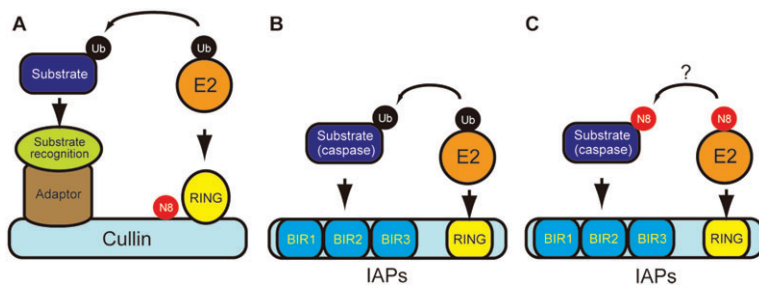 A
Ub
Ub
Substrate
E2
Substrate
recognition
Adaptor
N8
RING
Cullin
B
Ub
Ub
Substrate
(caspase)
E2
BIR1
BIR2
BIR3
RING
IAPs
C
?
N8
N8
Substrate
(caspase)
E2
BIR1
BIR2
BIR3
RING
IAPs